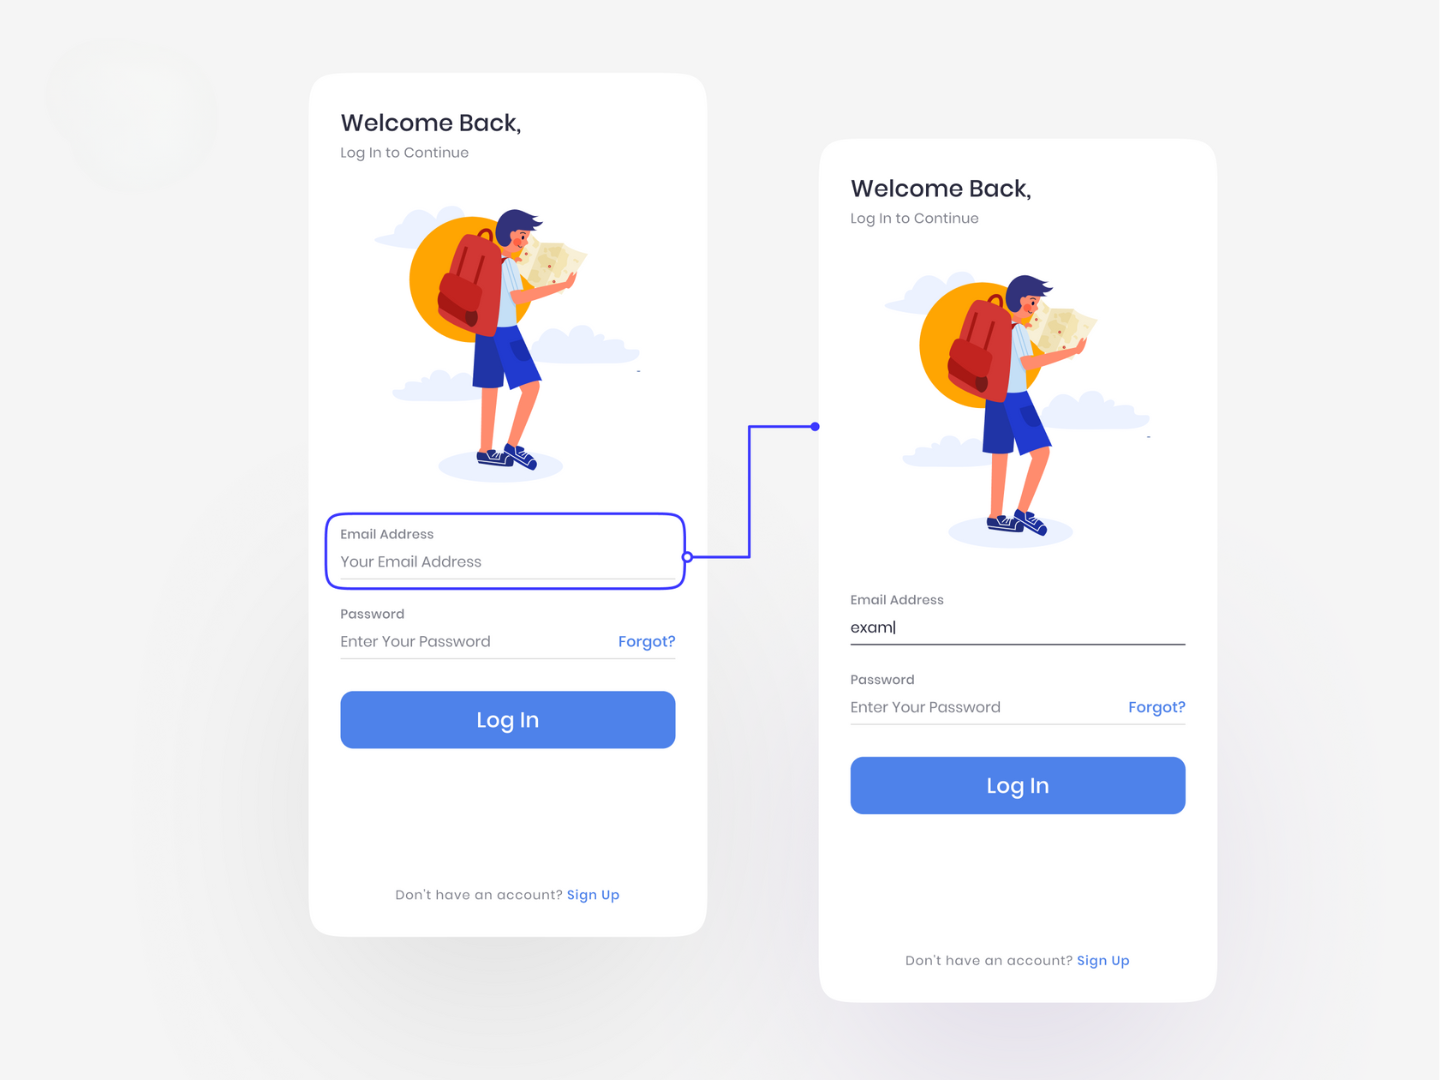 Welcome Back,
Log In to Continue
Email Address
Your Email Address
Password
Enter Your Password Forgot?
Log In
Don't have an account? Sign Up
Welcome Back,
Log In to Continue
Email Address
exam
Password
Enter Your Password Forgot?
Log In
Don't have an account? Sign Up